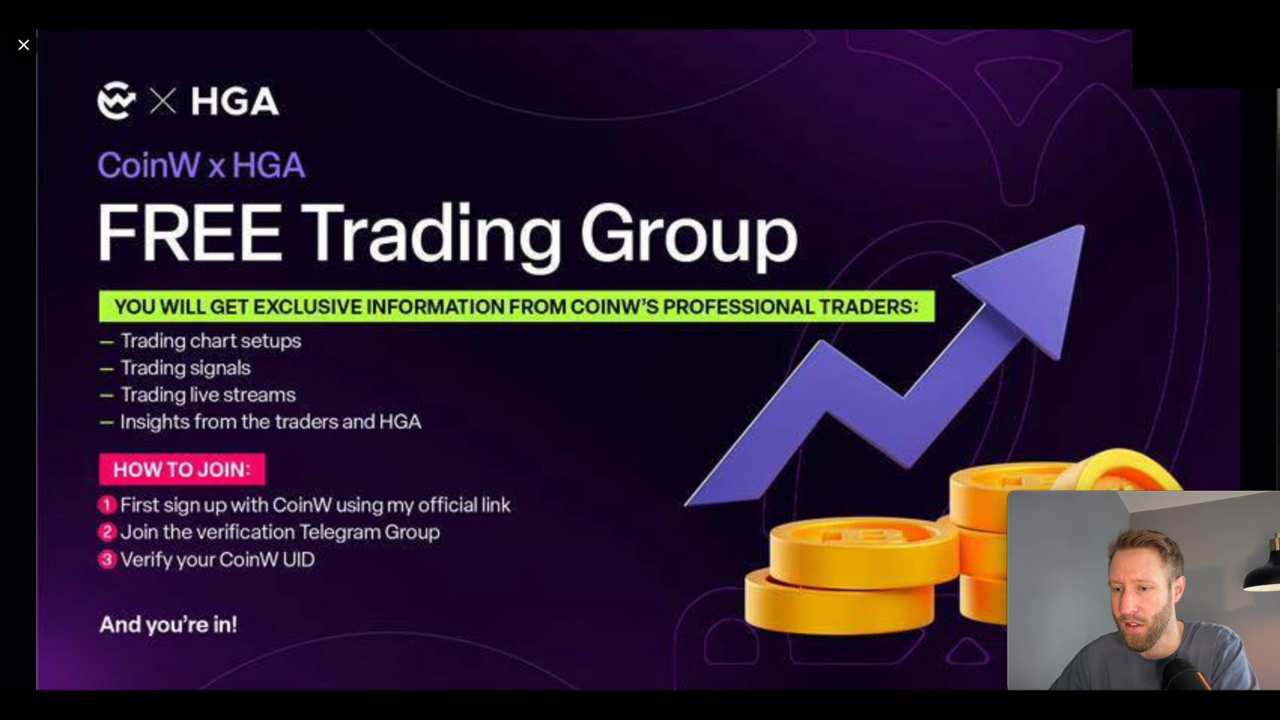 HGA
CoinW x HGA
FREE Trading Group
YOU WILL GET EXCLUSIVE INFORMATION FROM COINW'S PROFESSIONAL TRADERS:
– Trading chart setups
– Trading signals
– Trading live streams
– Insights from the traders and HGA
HOW TO JOIN:
1 First sign up with CoinW using my official link
2 Join the verification Telegram Group
3 Verify your CoinW UID
And you're in!